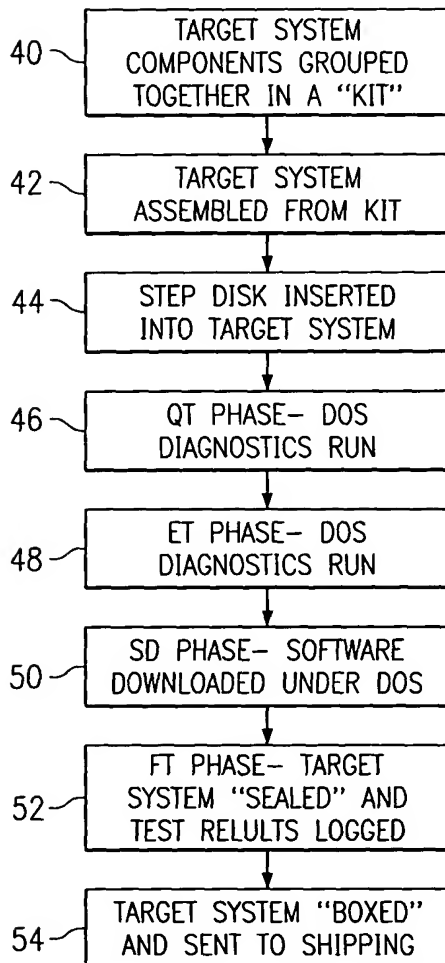 40
TARGET SYSTEM
COMPONENTS GROUPED
TOGETHER IN A “KIT”
42
TARGET SYSTEM
ASSEMBLED FROM KIT
44
STEP DISK INSERTED
INTO TARGET SYSTEM
46
QT PHASE– DOS
DIAGNOSTICS RUN
48
ET PHASE– DOS
DIAGNOSTICS RUN
50
SD PHASE– SOFTWARE
DOWNLOADED UNDER DOS
52
FT PHASE– TARGET
SYSTEM “SEALED” AND
TEST RELULTS LOGGED
54
TARGET SYSTEM “BOXED”
AND SENT TO SHIPPING